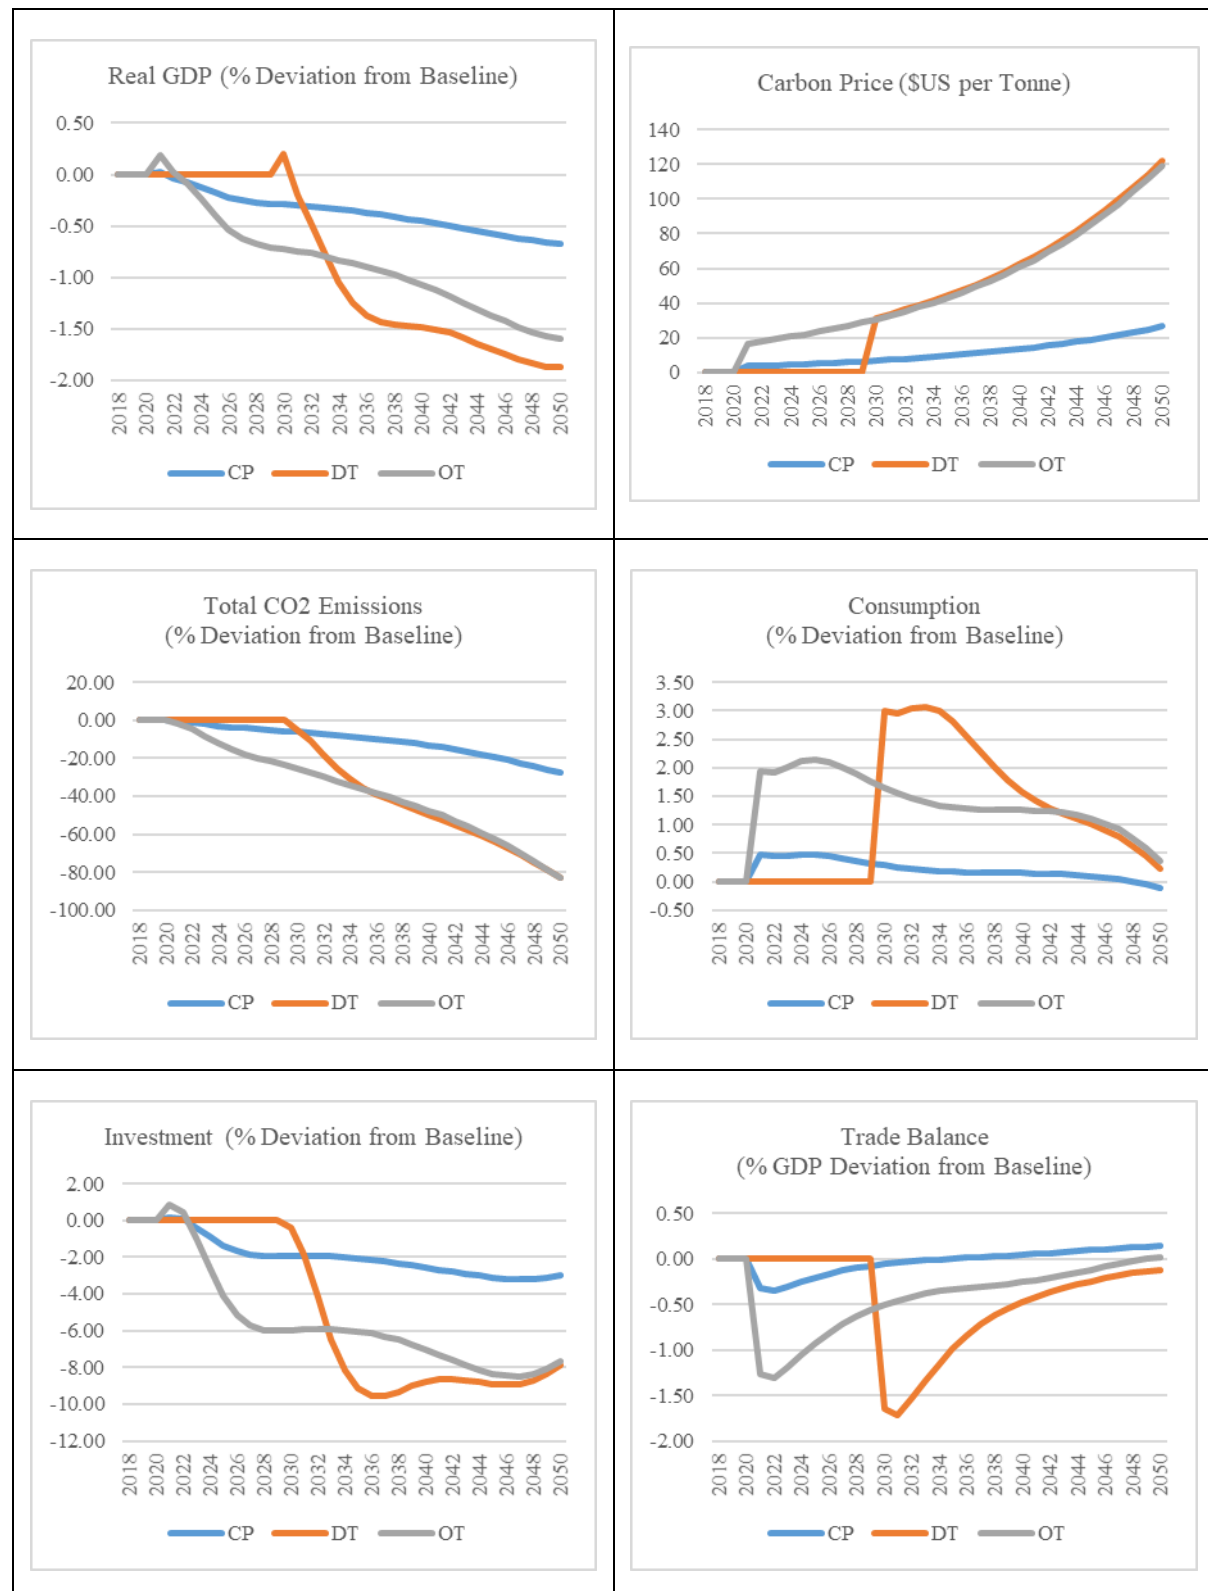 Real GDP (% Deviation from Baseline)
0.50
0.00
-0.50
-1.00
-1.50
-2.00
2018 2020 2022 2024 2026 2028 2030 2032 2034 2036 2038 2040 2042 2044 2046 2048 2050
CP DT OT
Carbon Price ($US per Tonne)
140
120
100
80
60
40
20
0
2018 2020 2022 2024 2026 2028 2030 2032 2034 2036 2038 2040 2042 2044 2046 2048 2050
CP DT OT
Total CO2 Emissions
(% Deviation from Baseline)
20.00
0.00
-20.00
-40.00
-60.00
-80.00
-100.00
2018 2020 2022 2024 2026 2028 2030 2032 2034 2036 2038 2040 2042 2044 2046 2048 2050
CP DT OT
Consumption
(% Deviation from Baseline)
3.50
3.00
2.50
2.00
1.50
1.00
0.50
0.00
-0.50
2018 2020 2022 2024 2026 2028 2030 2032 2034 2036 2038 2040 2042 2044 2046 2048 2050
CP DT OT
Investment (% Deviation from Baseline)
2.00
0.00
-2.00
-4.00
-6.00
-8.00
-10.00
-12.00
2018 2020 2022 2024 2026 2028 2030 2032 2034 2036 2038 2040 2042 2044 2046 2048 2050
CP DT OT
Trade Balance
(% GDP Deviation from Baseline)
0.50
0.00
-0.50
-1.00
-1.50
-2.00
2018 2020 2022 2024 2026 2028 2030 2032 2034 2036 2038 2040 2042 2044 2046 2048 2050
CP DT OT